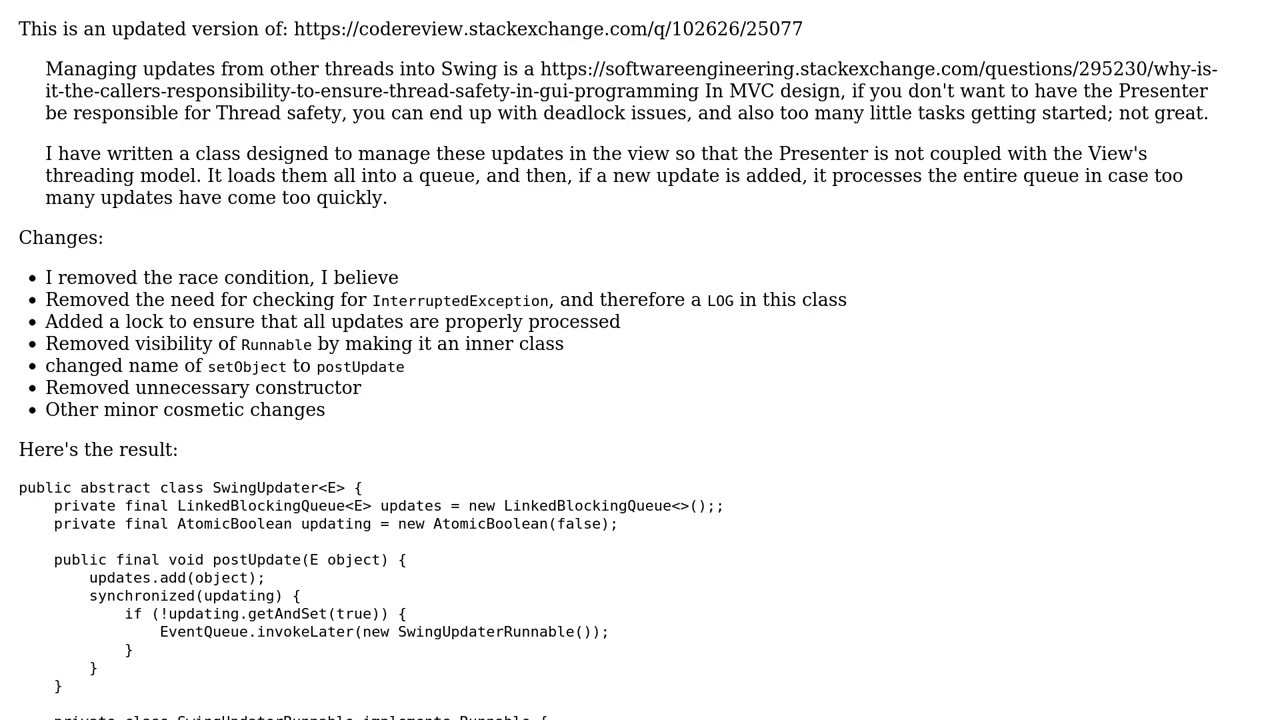 This is an updated version of: https://codereview.stackexchange.com/q/102626/25077
Managing updates from other threads into Swing is a https://softwareengineering.stackexchange.com/questions/295230/why-is-
it-the-callers-responsibility-to-ensure-thread-safety-in-gui-programming In MVC design, if you don't want to have the Presenter
be responsible for Thread safety, you can end up with deadlock issues, and also too many little tasks getting started; not great.
I have written a class designed to manage these updates in the view so that the Presenter is not coupled with the View's
threading model. It loads them all into a queue, and then, if a new update is added, it processes the entire queue in case too
many updates have come too quickly.
Changes:
• I removed the race condition, I believe
• Removed the need for checking for InterruptedException, and therefore a LOG in this class
• Added a lock to ensure that all updates are properly processed
• Removed visibility of Runnable by making it an inner class
• changed name of setObject to postUpdate
• Removed unnecessary constructor
• Other minor cosmetic changes
Here's the result:
public abstract class SwingUpdater<E> {
    private final LinkedBlockingQueue<E> updates = new LinkedBlockingQueue<>();;
    private final AtomicBoolean updating = new AtomicBoolean(false);
    public final void postUpdate(E object) {
        updates.add(object);
        synchronized(updating) {
            if (!updating.getAndSet(true)) {
                EventQueue.invokeLater(new SwingUpdaterRunnable());
            }
        }
    }
    private class SwingUpdaterRunnable implements Runnable {